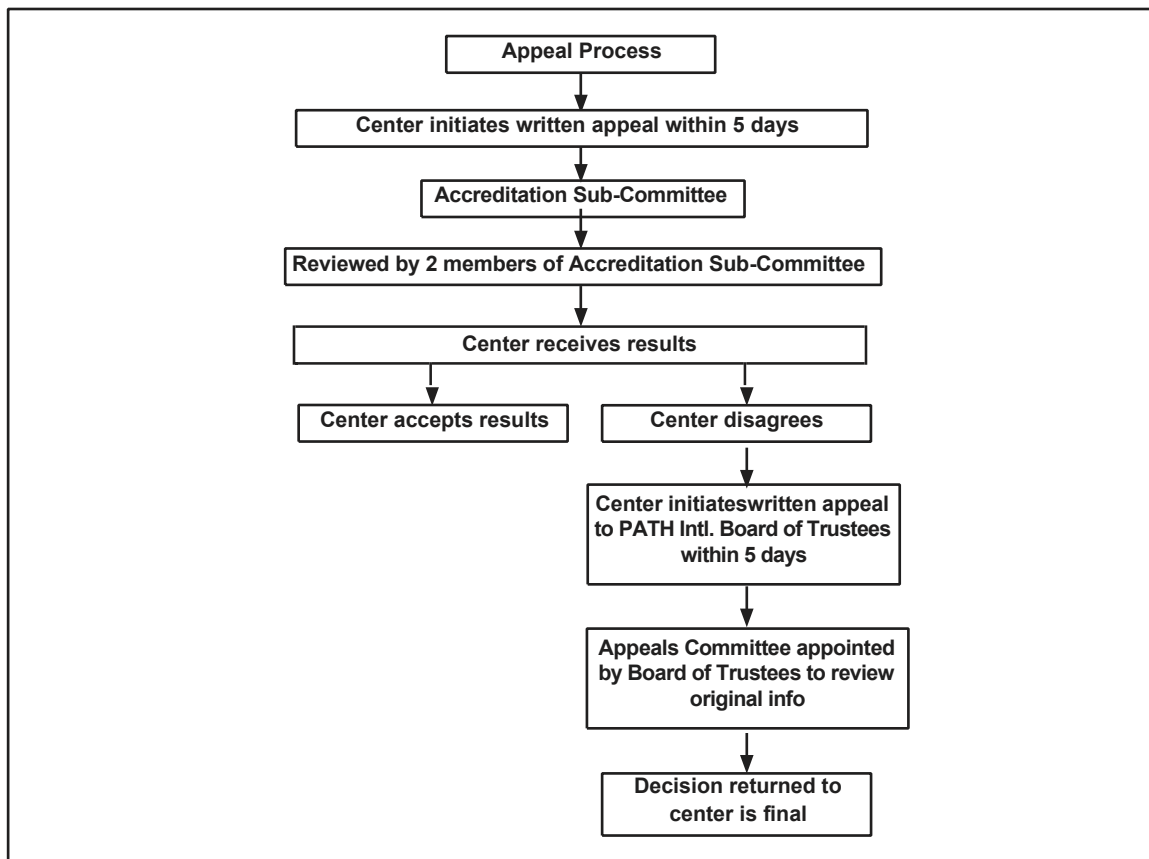 Appeal Process
Center initiates written appeal within 5 days
Accreditation Sub-Committee
Reviewed by 2 members of Accreditation Sub-Committee
Center receives results
Center accepts results
Center disagrees
Center initiateswritten appeal
to PATH Intl. Board of Trustees
within 5 days
Appeals Committee appointed
by Board of Trustees to review
original info
Decision returned to
center is final